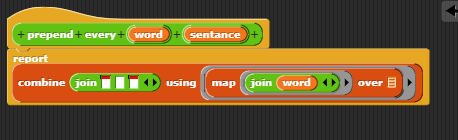 + prepend + every + word + sentance +
report
combine join using map join word over